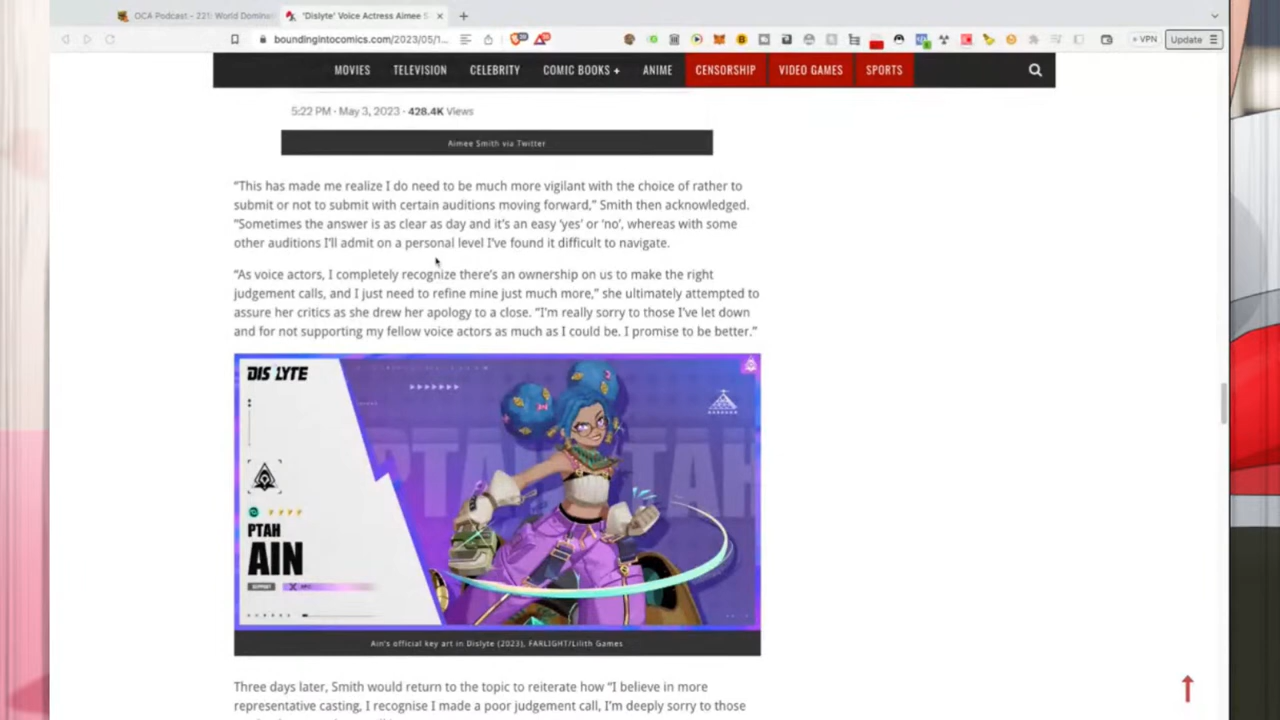 OCA Podcast - 221: World Domina
'Dislyte' Voice Actress Aimee S
boundingintocomics.com/2023/05/1...
VPN
Update
MOVIES TELEVISION CELEBRITY COMIC BOOKS + ANIME CENSORSHIP VIDEO GAMES SPORTS
5:22 PM · May 3, 2023 · 428.4K Views
Aimee Smith via Twitter
“This has made me realize I do need to be much more vigilant with the choice of rather to
submit or not to submit with certain auditions moving forward,” Smith then acknowledged.
“Sometimes the answer is as clear as day and it’s an easy ‘yes’ or ‘no’, whereas with some
other auditions I’ll admit on a personal level I’ve found it difficult to navigate.
“As voice actors, I completely recognize there’s an ownership on us to make the right
judgement calls, and I just need to refine mine just much more,” she ultimately attempted to
assure her critics as she drew her apology to a close. “I’m really sorry to those I’ve let down
and for not supporting my fellow voice actors as much as I could be. I promise to be better.”
DISLYTE
PTAH
PTAH
PTAH
AIN
SUPPORT
Ain's official key art in Dislyte (2023), FARLIGHT/Lilith Games
Three days later, Smith would return to the topic to reiterate how “I believe in more
representative casting, I recognise I made a poor judgement call, I’m deeply sorry to those